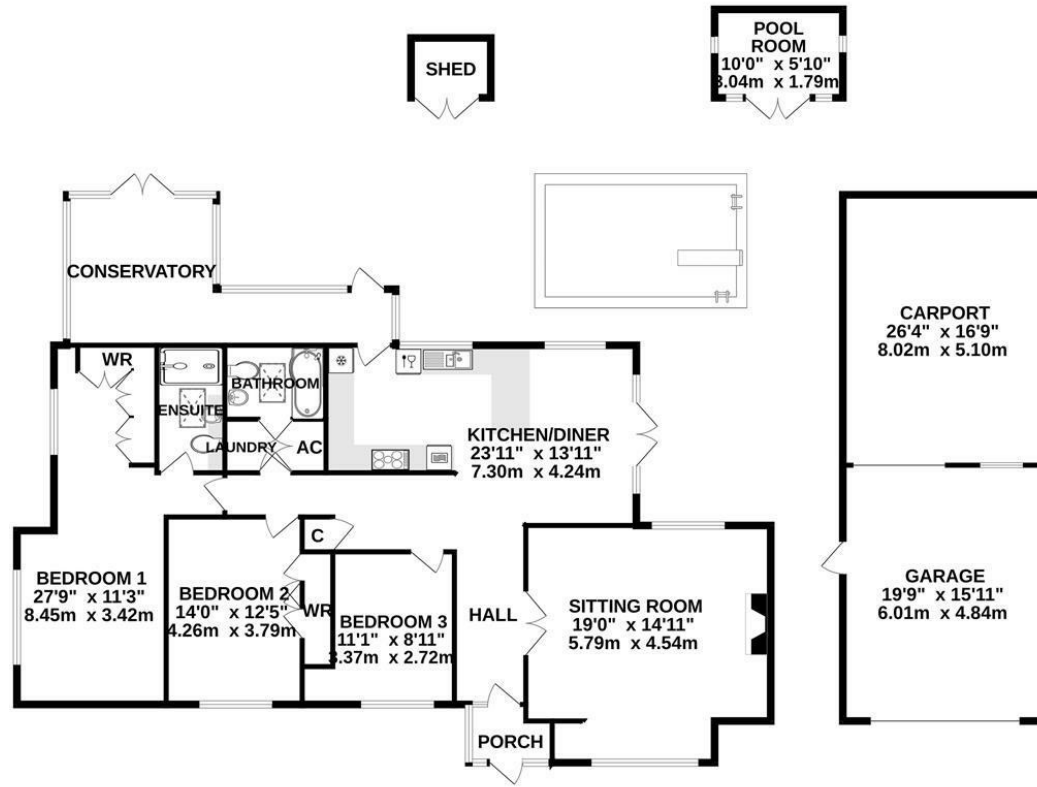 SHED
POOL
ROOM
10'0" x 5'10"
3.04m x 1.79m
CONSERVATORY
CARPORT
26'4" x 16'9"
8.02m x 5.10m
WR
ENSUITE
BATHROOM
LAUNDRY
AC
KITCHEN/DINER
23'11" x 13'11"
7.30m x 4.24m
C
BEDROOM 1
27'9" x 11'3"
8.45m x 3.42m
BEDROOM 2
14'0" x 12'5"
4.26m x 3.79m
WR
BEDROOM 3
11'1" x 8'11"
3.37m x 2.72m
HALL
SITTING ROOM
19'0" x 14'11"
5.79m x 4.54m
GARAGE
19'9" x 15'11"
6.01m x 4.84m
PORCH